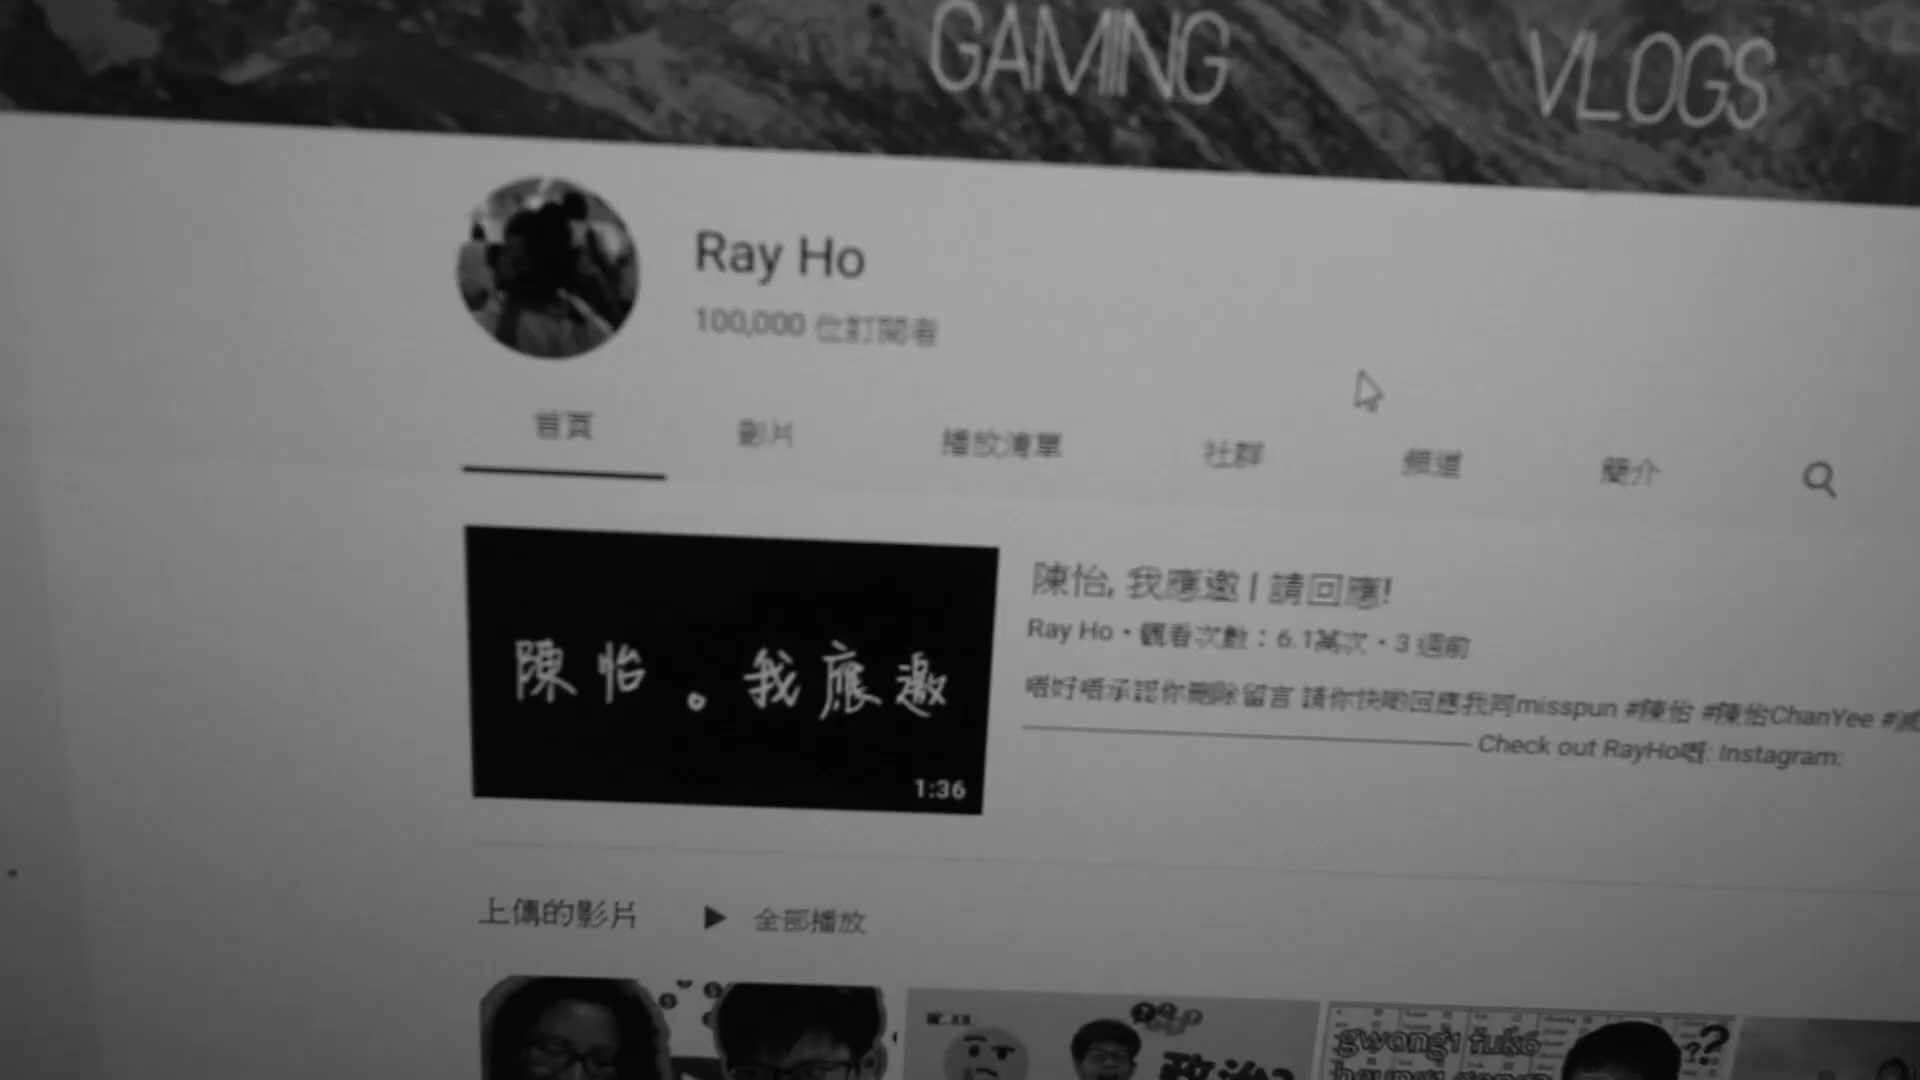 GAMING VLOGS
Ray Ho
100,000 位訂閱者
首頁 影片 播放清單 社群 頻道 簡介
陳怡, 我應邀 | 請回應!
Ray Ho・觀看次數：6.1萬次・3 週前
唔好唔承認你刪除留言 請你快啲回應我同misspun #陳怡 #陳怡ChanYee
Check out RayHo嘅: Instagram:
陳怡。我應邀
1:36
上傳的影片 全部播放
政治?
gwong1 fuk6